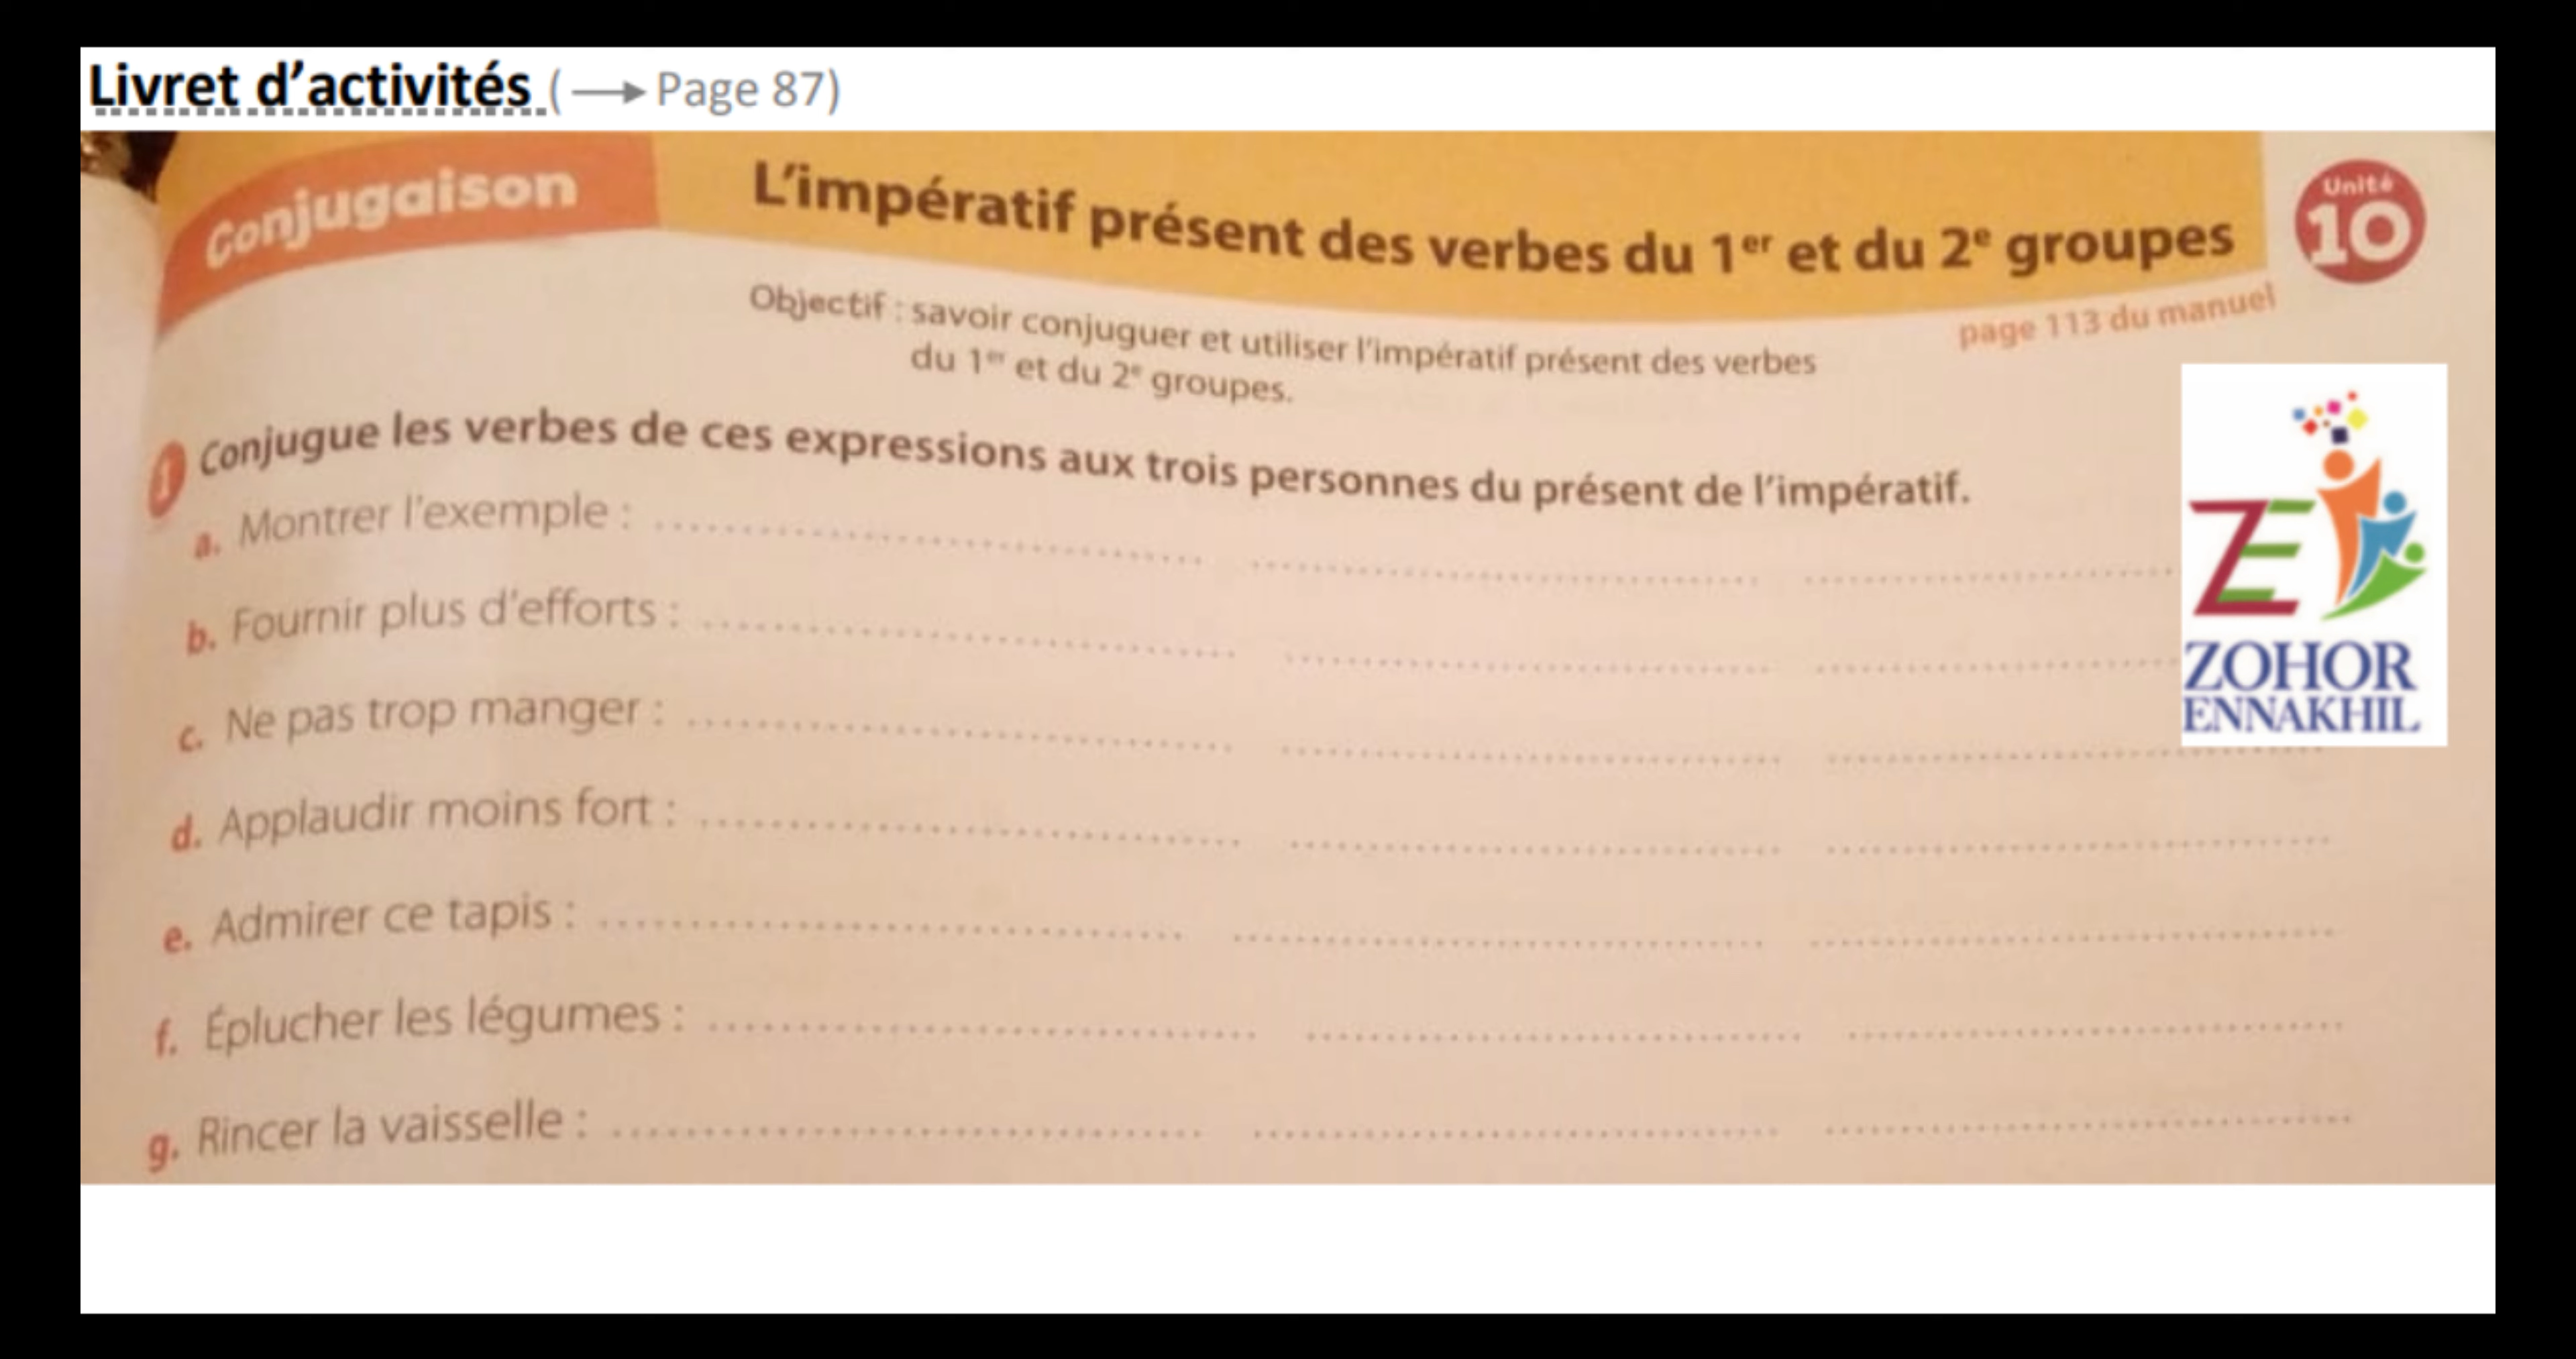 Livret d'activités (→ Page 87)
Conjugaison
L'impératif présent des verbes du 1er et du 2e groupes
Unité
10
page 113 du manuel
Objectif : savoir conjuguer et utiliser l'impératif présent des verbes
du 1er et du 2e groupes.
1 Conjugue les verbes de ces expressions aux trois personnes du présent de l'impératif.
a. Montrer l'exemple : ........................................ ........................................ ........................................
b. Fournir plus d'efforts : ........................................ ........................................ ........................................
c. Ne pas trop manger : ........................................ ........................................ ........................................
d. Applaudir moins fort : ........................................ ........................................ ........................................
e. Admirer ce tapis : ........................................ ........................................ ........................................
f. Éplucher les légumes : ........................................ ........................................ ........................................
g. Rincer la vaisselle : ........................................ ........................................ ........................................
ZE
ZOHOR
ENNAKHIL